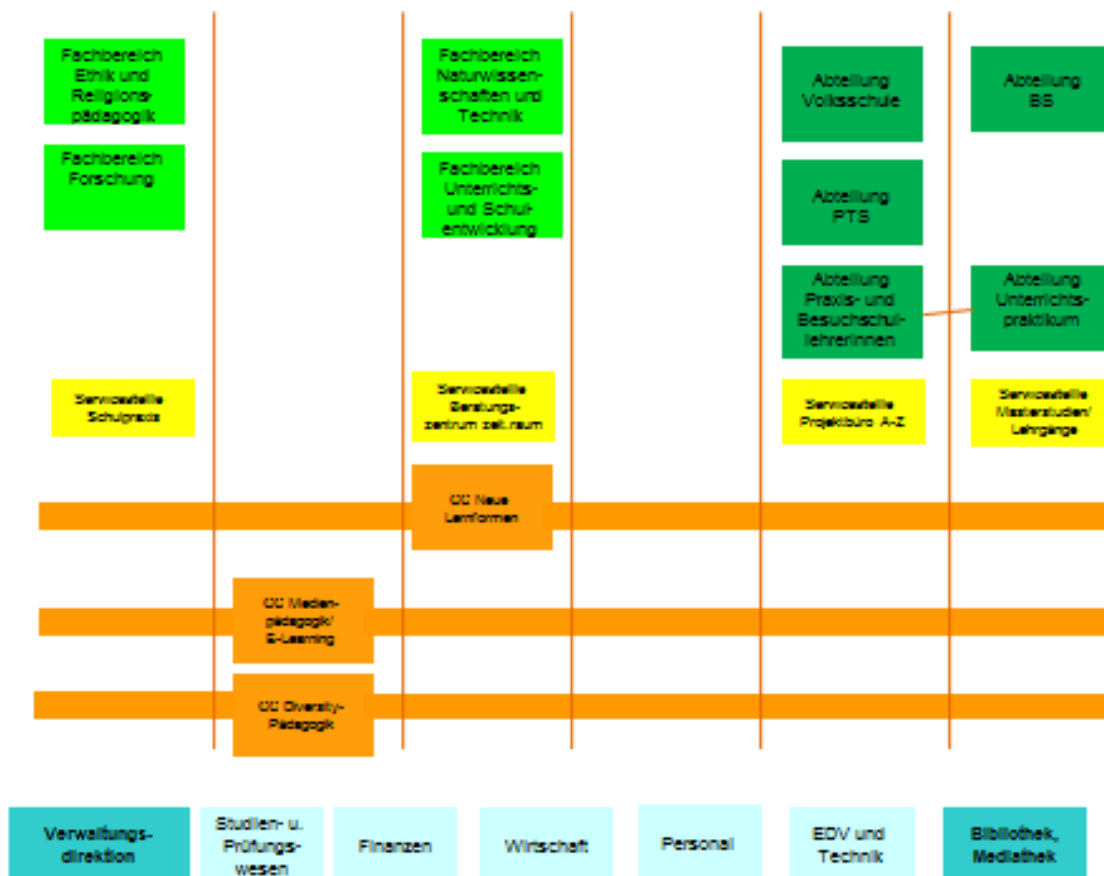 Fachbereich
Ethik und
Religions-
pädagogik
Fachbereich
Naturwissen-
schaften und
Technik
Abteilung
Volksschule
Abteilung
BS
Fachbereich
Forschung
Fachbereich
Unterrichts-
und Schul-
entwicklung
Abteilung
PTS
Abteilung
Praxis- und
Besuchschul-
lehrerInnen
Abteilung
Unterrichts-
praktikum
Servicestelle
Schulpraxis
Servicestelle
Beratungs-
zentrum zeit.raum
Servicestelle
Projektbüro A-Z
Servicestelle
Masterstudien/
Lehrgänge
CC Neue
Lernformen
CC Medien-
pädagogik/
E-Learning
CC Diversity-
Pädagogik
Verwaltungs-
direktion
Studien- u.
Prüfungs-
wesen
Finanzen
Wirtschaft
Personal
EDV und
Technik
Bibliothek,
Mediathek